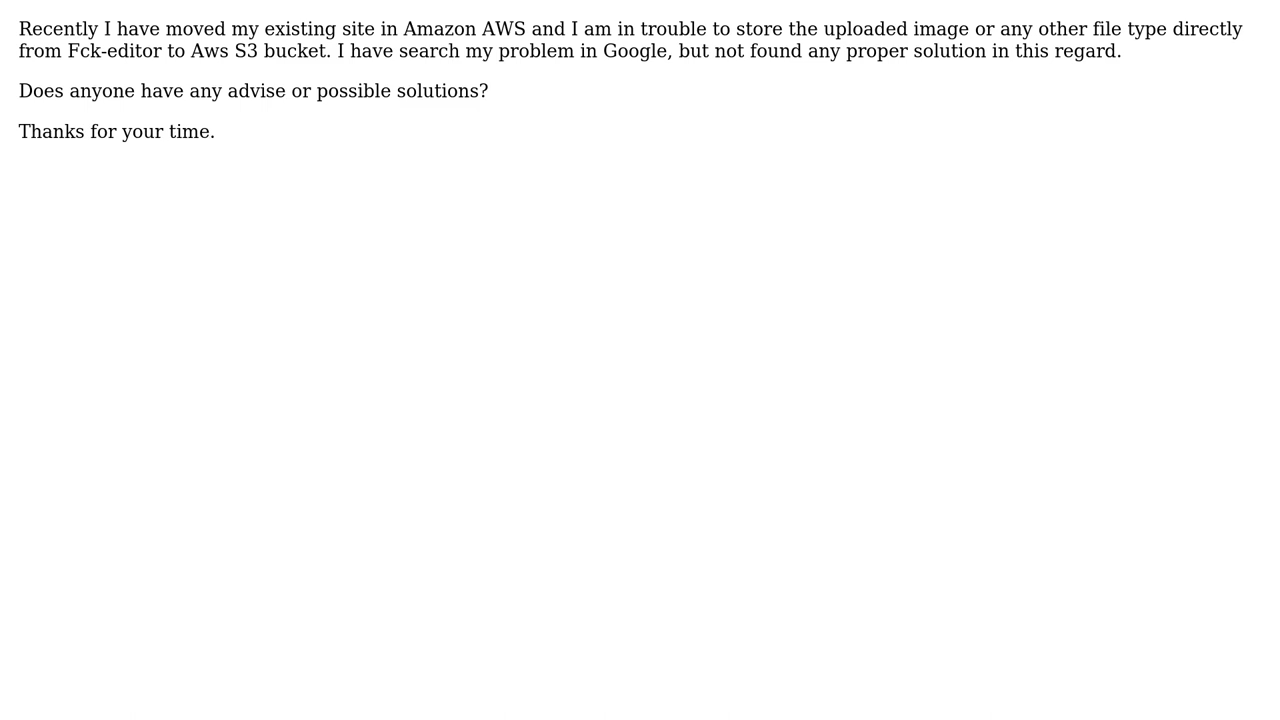 Recently I have moved my existing site in Amazon AWS and I am in trouble to store the uploaded image or any other file type directly
from Fck-editor to Aws S3 bucket. I have search my problem in Google, but not found any proper solution in this regard.
Does anyone have any advise or possible solutions?
Thanks for your time.